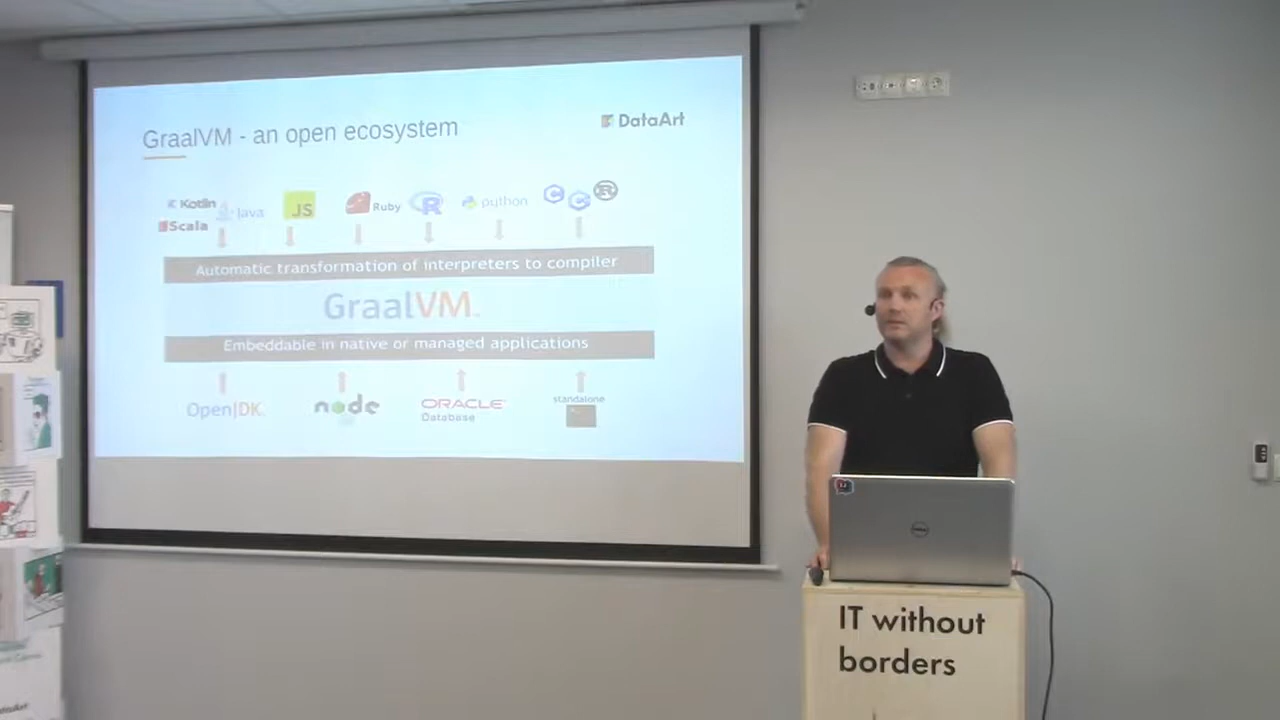 GraalVM - an open ecosystem
DataArt
Kotlin
Java
Scala
JS
Ruby
R
python
C
C
R
Automatic transformation of interpreters to compiler
GraalVM
Embeddable in native or managed applications
OpenJDK
node
ORACLE
Database
standalone
DELL
IT without
borders